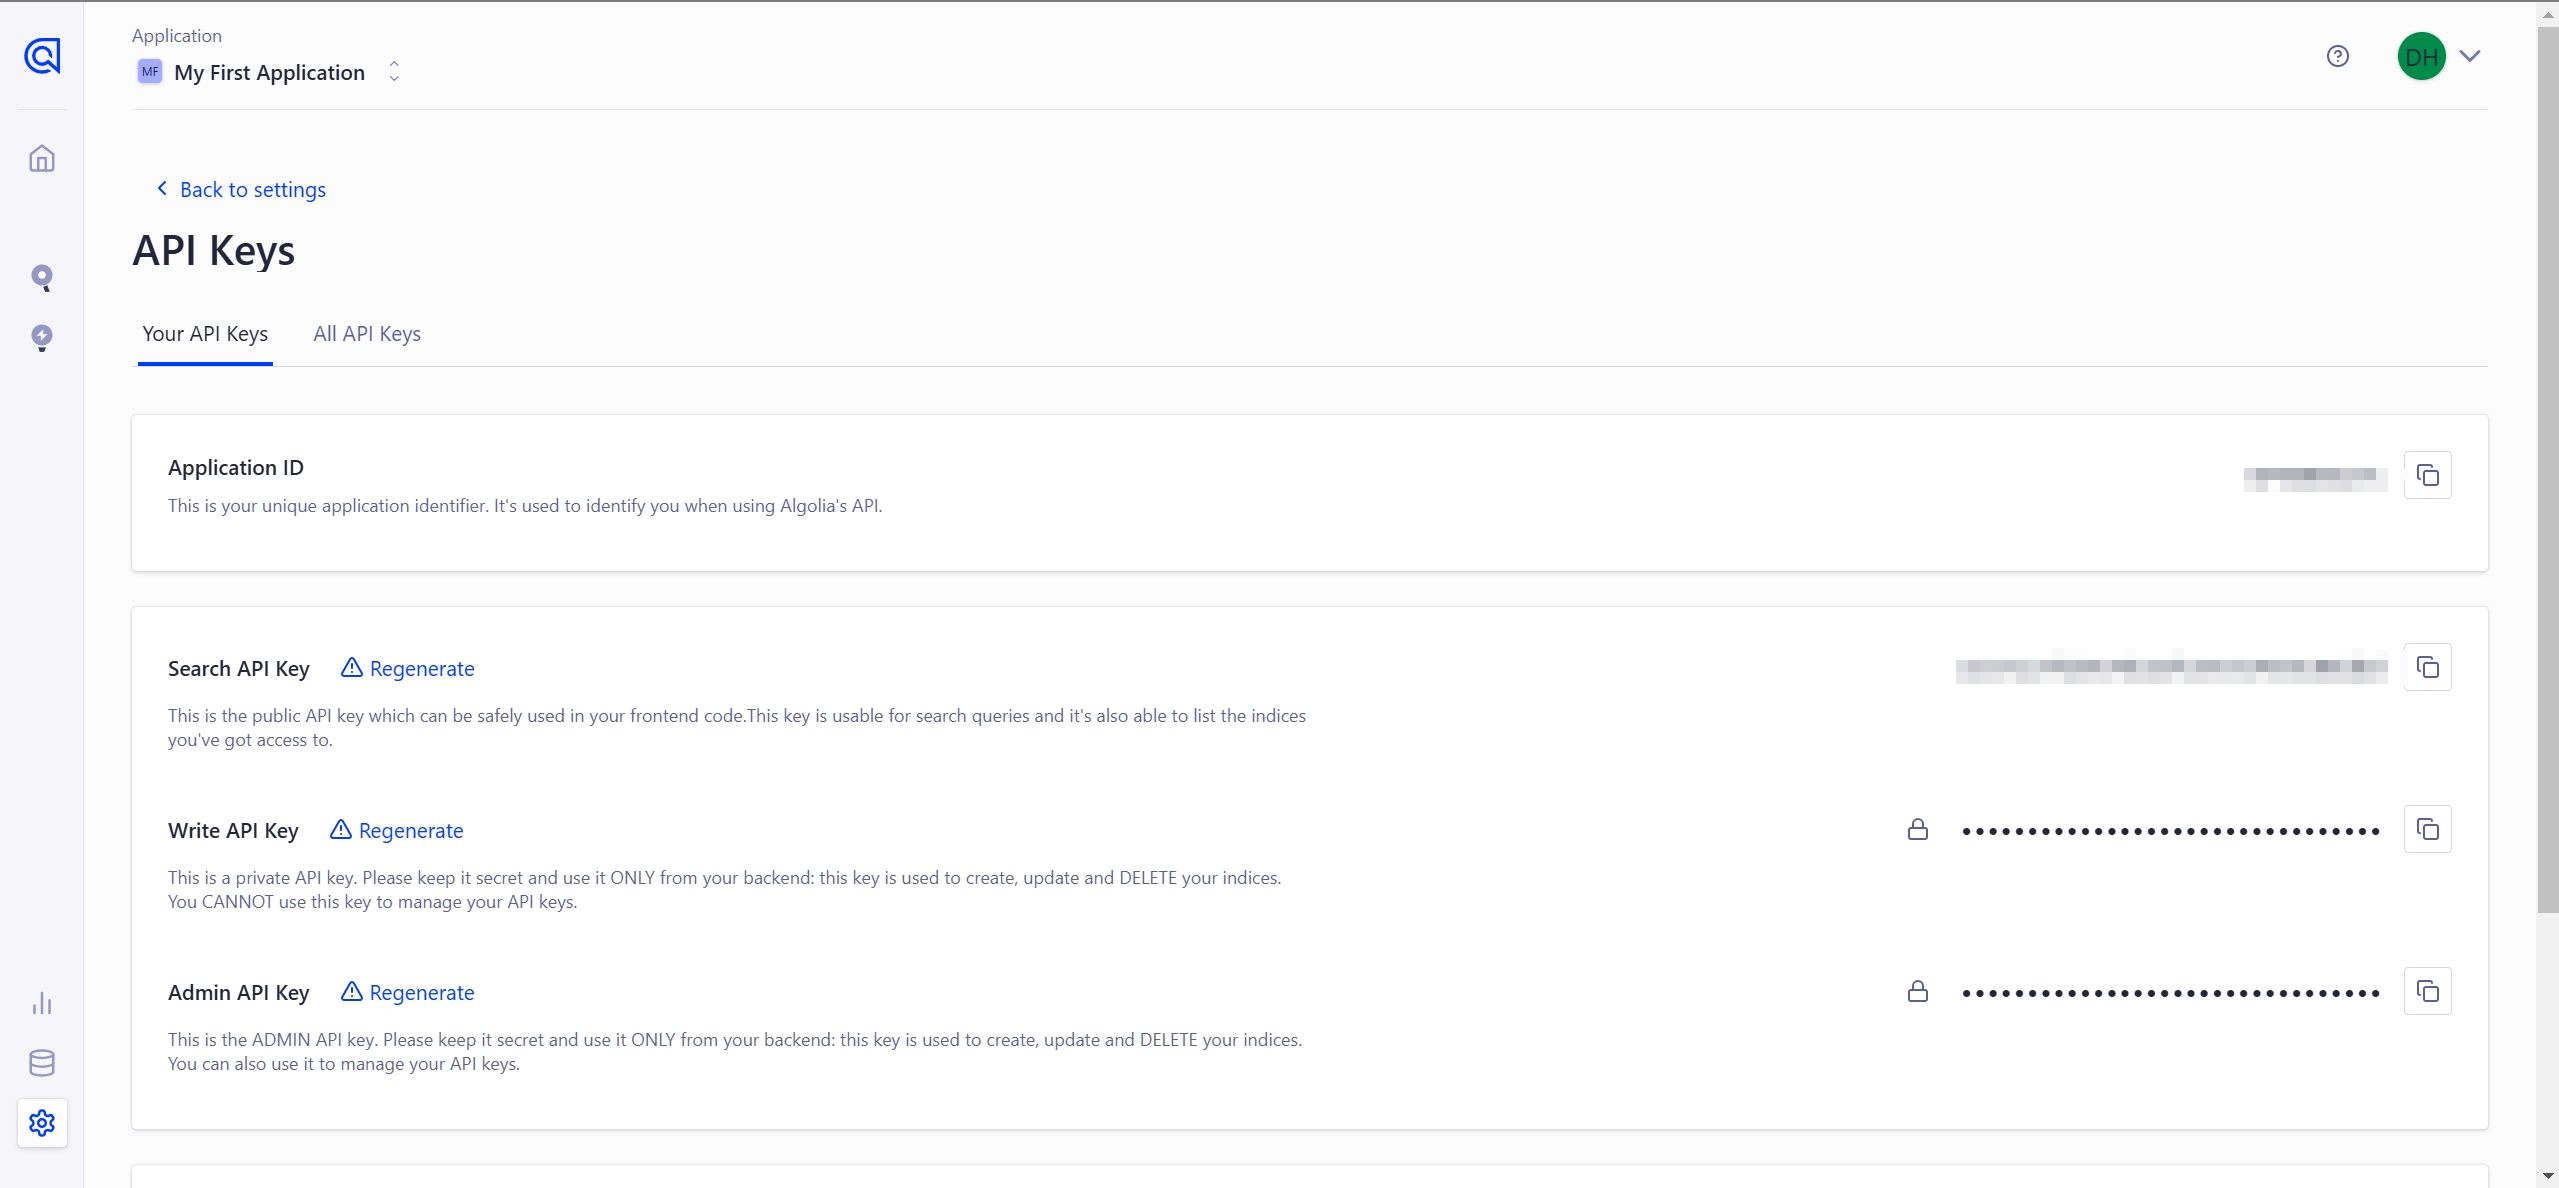 Application
MF My First Application
DH
Back to settings
API Keys
Your API Keys
All API Keys
Application ID
This is your unique application identifier. It's used to identify you when using Algolia's API.
Search API Key
Regenerate
This is the public API key which can be safely used in your frontend code.This key is usable for search queries and it's also able to list the indices
you've got access to.
Write API Key
Regenerate
This is a private API key. Please keep it secret and use it ONLY from your backend: this key is used to create, update and DELETE your indices.
You CANNOT use this key to manage your API keys.
Admin API Key
Regenerate
This is the ADMIN API key. Please keep it secret and use it ONLY from your backend: this key is used to create, update and DELETE your indices.
You can also use it to manage your API keys.